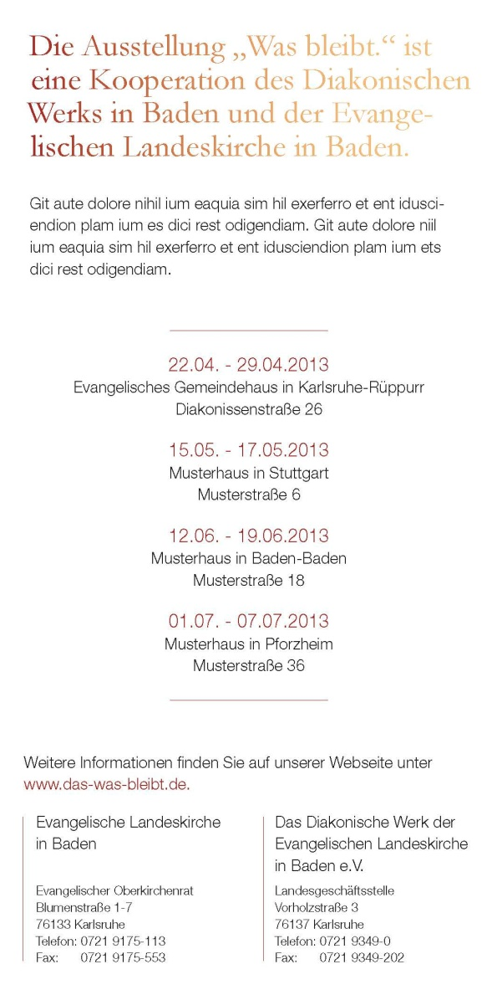 Die Ausstellung „Was bleibt.“ ist
eine Kooperation des Diakonischen
Werks in Baden und der Evange-
lischen Landeskirche in Baden.
Git aute dolore nihil ium eaquia sim hil exerferro et ent idusci-
endion plam ium es dici rest odigendiam. Git aute dolore niil
ium eaquia sim hil exerferro et ent idusciendion plam ium ets
dici rest odigendiam.
22.04. - 29.04.2013
Evangelisches Gemeindehaus in Karlsruhe-Rüppurr
Diakonissenstraße 26
15.05. - 17.05.2013
Musterhaus in Stuttgart
Musterstraße 6
12.06. - 19.06.2013
Musterhaus in Baden-Baden
Musterstraße 18
01.07. - 07.07.2013
Musterhaus in Pforzheim
Musterstraße 36
Weitere Informationen finden Sie auf unserer Webseite unter
www.das-was-bleibt.de.
Evangelische Landeskirche
in Baden
Evangelischer Oberkirchenrat
Blumenstraße 1-7
76133 Karlsruhe
Telefon: 0721 9175-113
Fax: 0721 9175-553
Das Diakonische Werk der
Evangelischen Landeskirche
in Baden e.V.
Landesgeschäftsstelle
Vorholzstraße 3
76137 Karlsruhe
Telefon: 0721 9349-0
Fax: 0721 9349-202